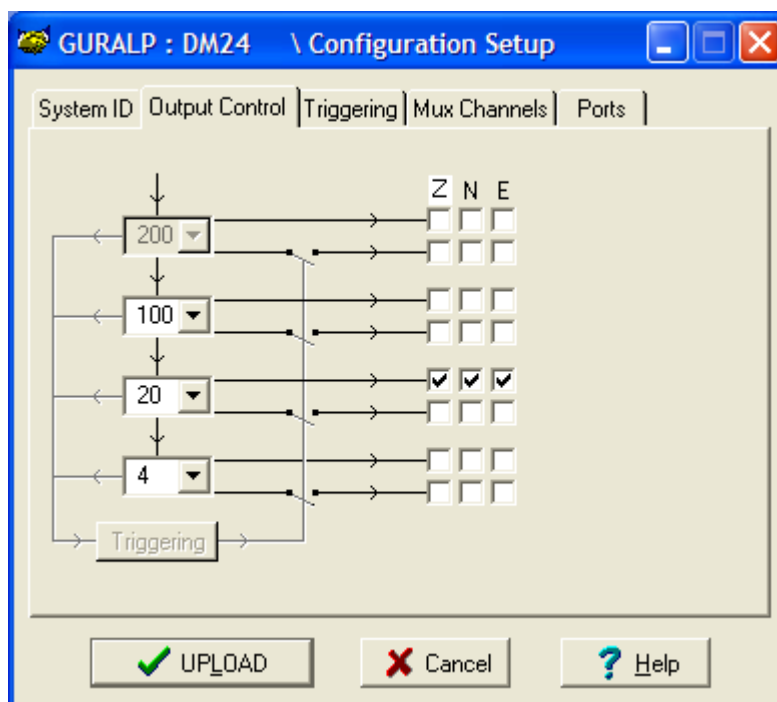 GURALP : DM24 \ Configuration Setup
System ID Output Control Triggering Mux Channels Ports
Z N E
200
100
20
4
Triggering
UPLOAD Cancel Help